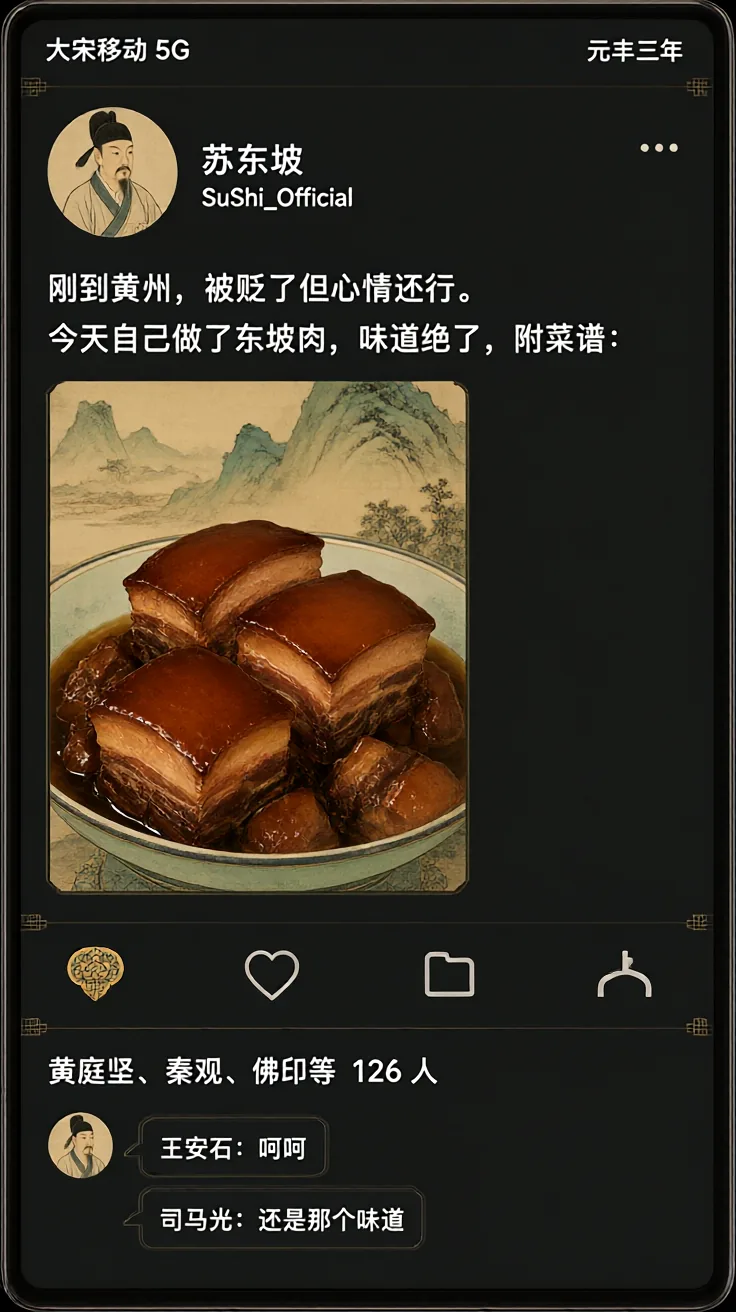 大宋移动 5G
元丰三年
苏东坡
SuShi_Official
刚到黄州，被贬了但心情还行。
今天自己做了东坡肉，味道绝了，附菜谱：
黄庭坚、秦观、佛印等 126 人
王安石：呵呵
司马光：还是那个味道